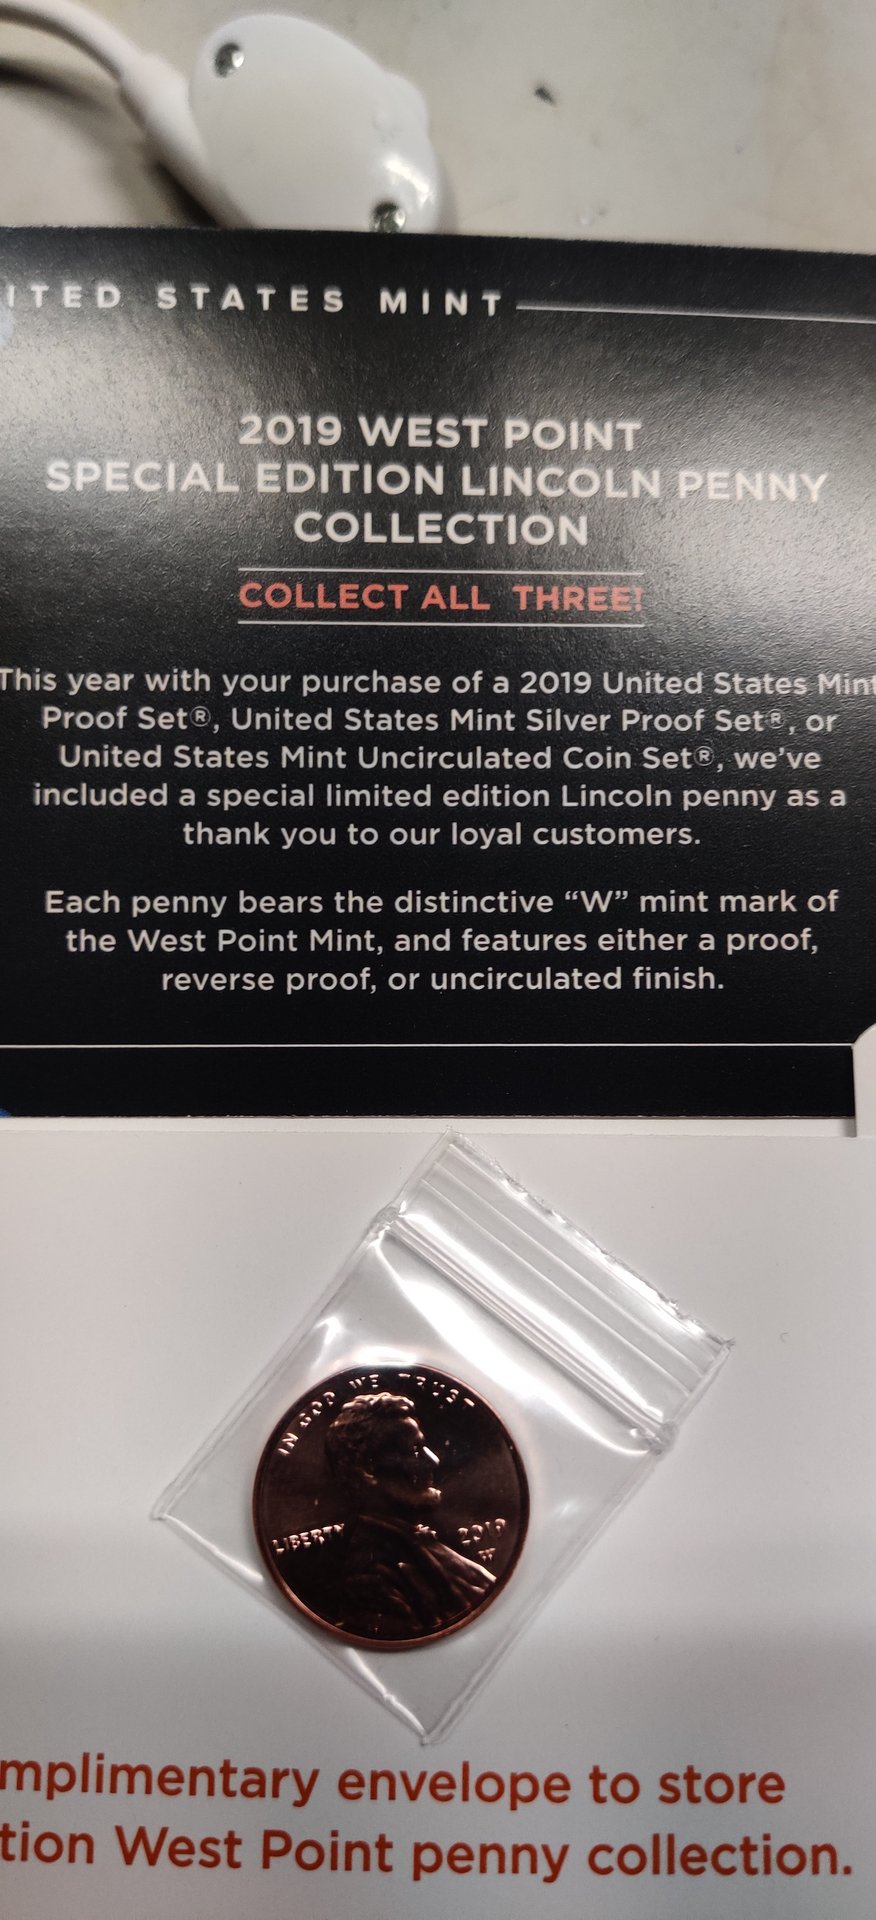 ITED STATES MINT
2019 WEST POINT
SPECIAL EDITION LINCOLN PENNY
COLLECTION
COLLECT ALL THREE!
This year with your purchase of a 2019 United States Mint
Proof Set®, United States Mint Silver Proof Set®, or
United States Mint Uncirculated Coin Set®, we've
included a special limited edition Lincoln penny as a
thank you to our loyal customers.
Each penny bears the distinctive “W” mint mark of
the West Point Mint, and features either a proof,
reverse proof, or uncirculated finish.
IN GOD WE TRUST
LIBERTY
2019
W
mplimentary envelope to store
tion West Point penny collection.